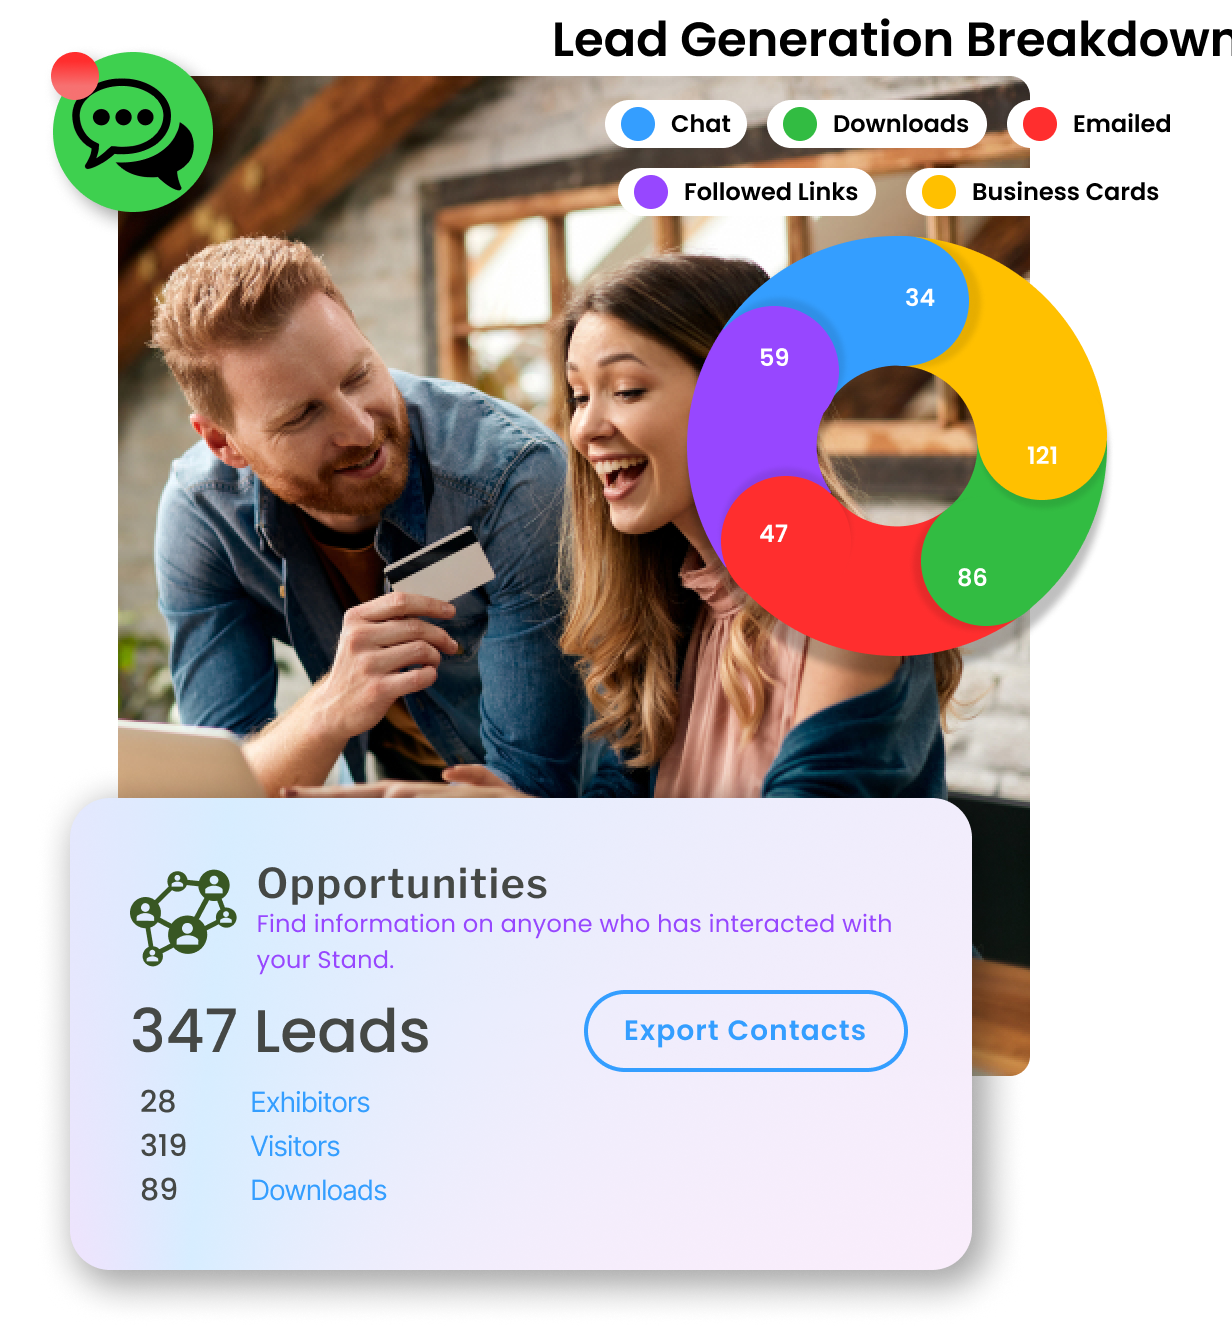 Lead Generation Breakdown
Chat Downloads Emailed
Followed Links Business Cards
34
59
121
47
86
Opportunities
Find information on anyone who has interacted with
your Stand.
347 Leads
Export Contacts
28 Exhibitors
319 Visitors
89 Downloads